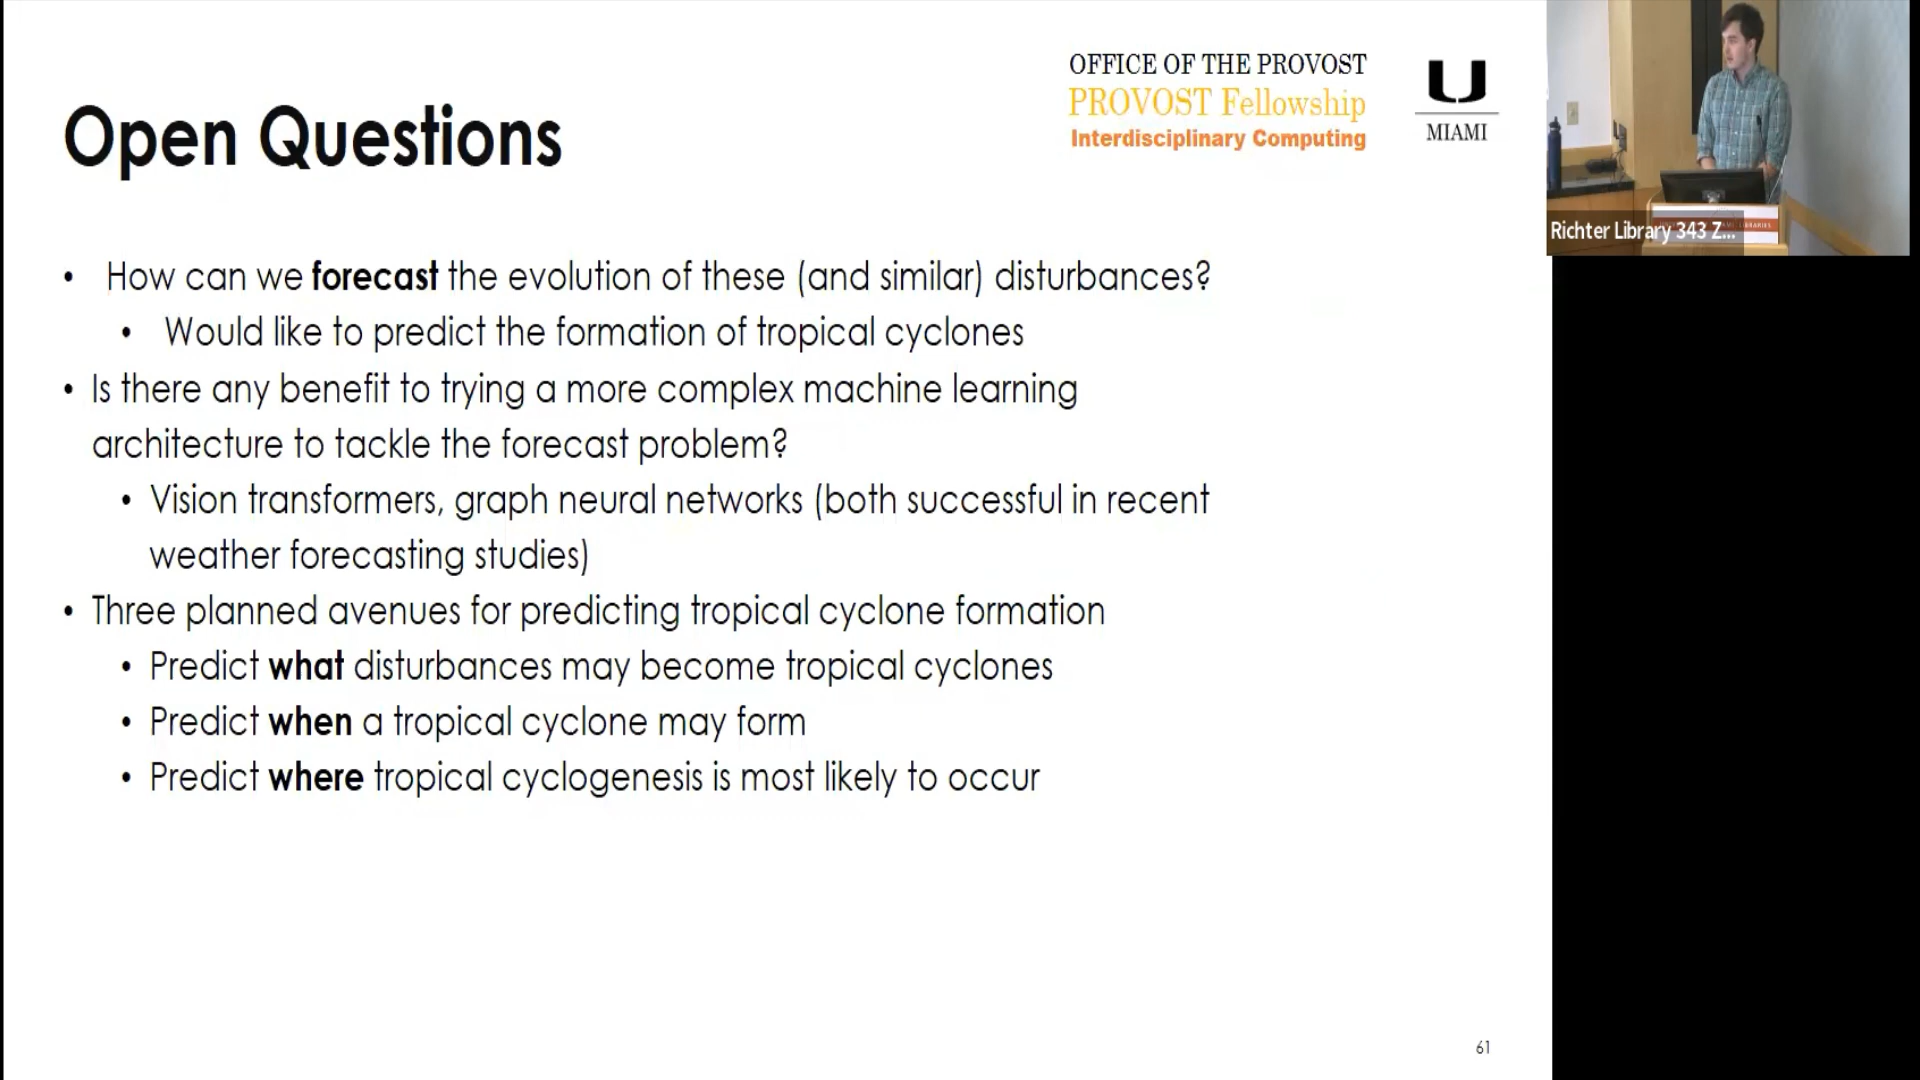 OFFICE OF THE PROVOST
PROVOST Fellowship
Interdisciplinary Computing
MIAMI
Open Questions
• How can we forecast the evolution of these (and similar) disturbances?
• Would like to predict the formation of tropical cyclones
• Is there any benefit to trying a more complex machine learning
architecture to tackle the forecast problem?
• Vision transformers, graph neural networks (both successful in recent
weather forecasting studies)
• Three planned avenues for predicting tropical cyclone formation
• Predict what disturbances may become tropical cyclones
• Predict when a tropical cyclone may form
• Predict where tropical cyclogenesis is most likely to occur
61
Richter Library 343 Z...